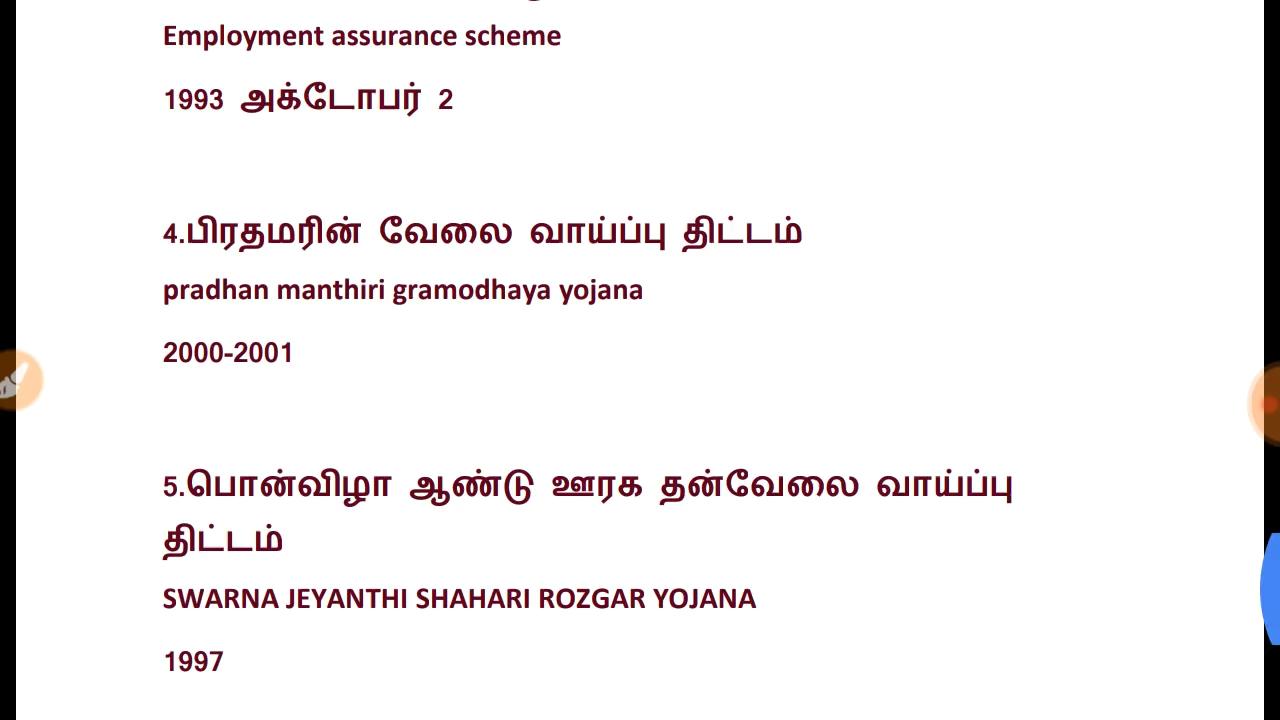 Employment assurance scheme
1993 அக்டோபர் 2
4.பிரதமரின் வேலை வாய்ப்பு திட்டம்
pradhan manthiri gramodhaya yojana
2000-2001
5.பொன்விழா ஆண்டு ஊரக தன்வேலை வாய்ப்பு
திட்டம்
SWARNA JEYANTHI SHAHARI ROZGAR YOJANA
1997